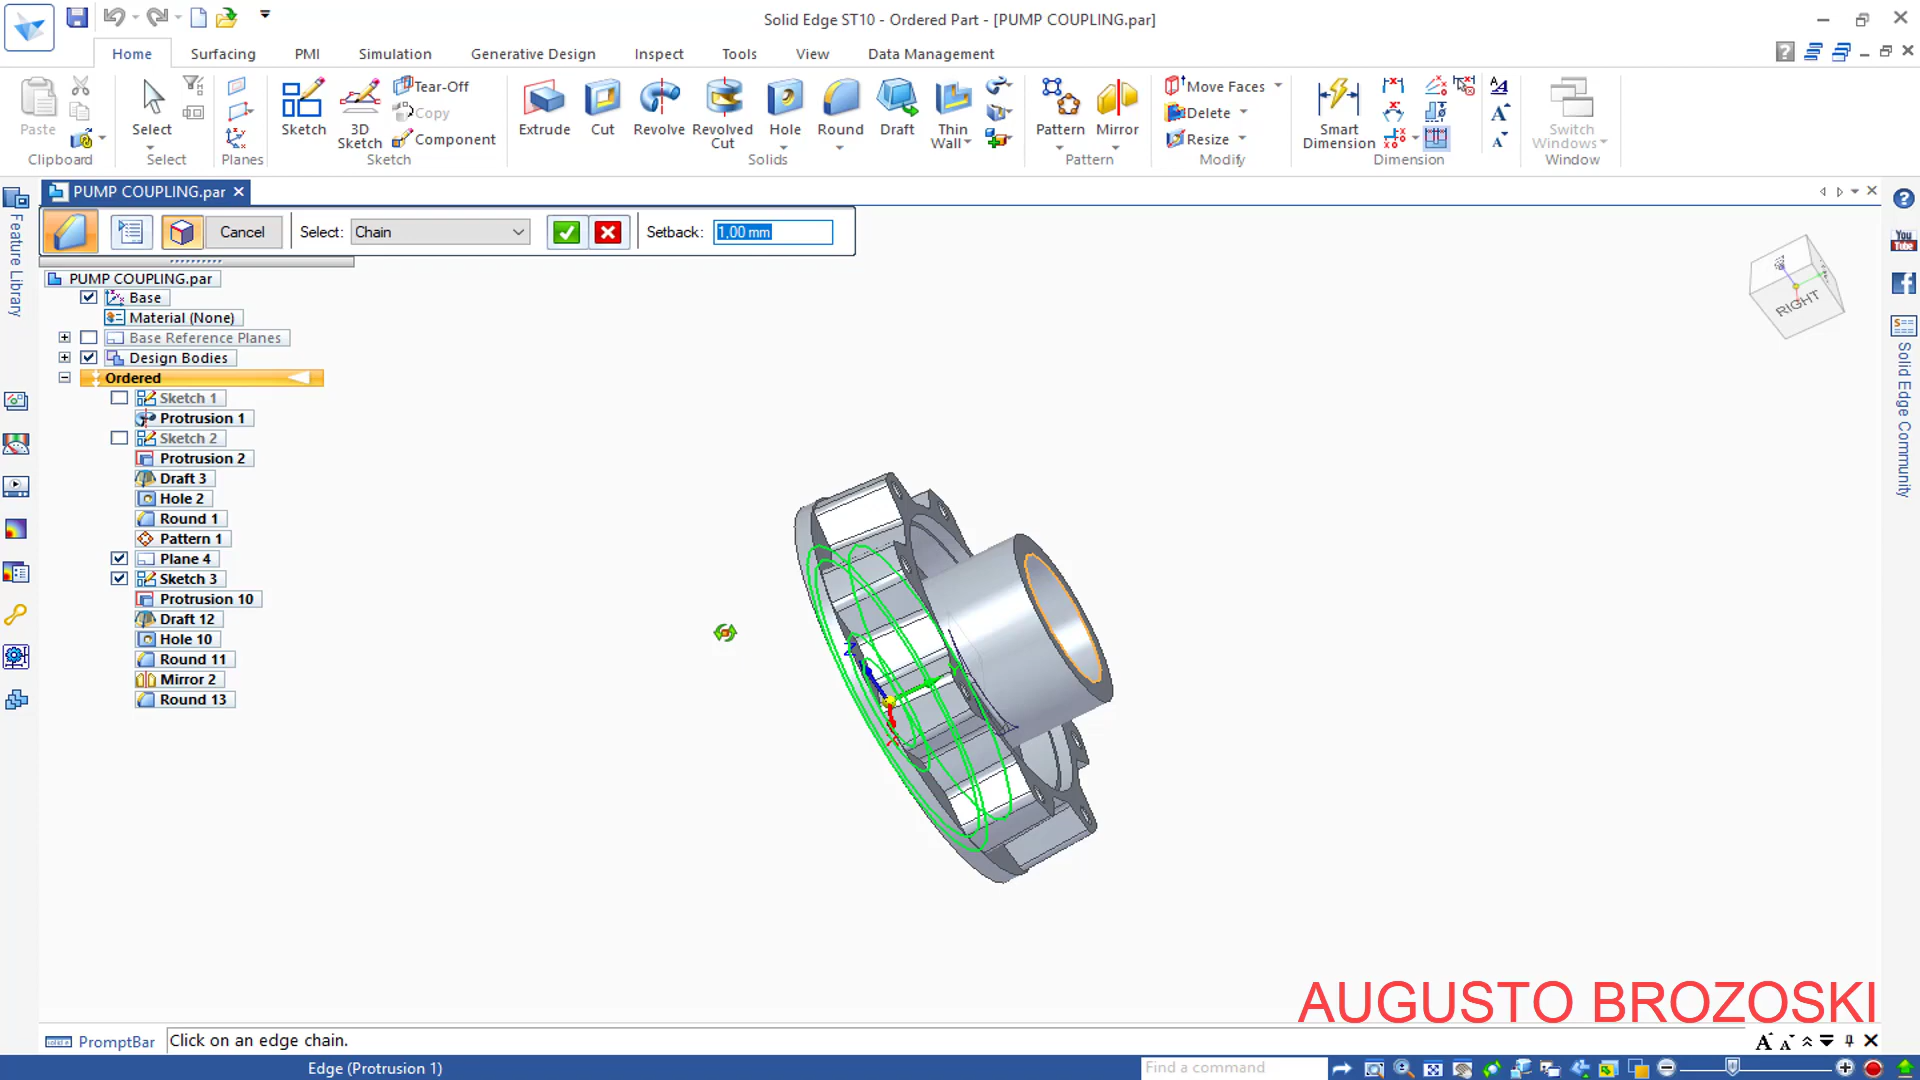 Solid Edge ST10 - Ordered Part - [PUMP COUPLING.par]
Home
Surfacing
PMI
Simulation
Generative Design
Inspect
Tools
View
Data Management
Paste
Clipboard
Select
Select
Planes
Sketch
3D
Sketch
Tear-Off
Copy
Component
Sketch
Extrude
Cut
Revolve
Revolved
Cut
Hole
Round
Draft
Thin
Wall
Solids
Pattern
Mirror
Pattern
Move Faces
Delete
Resize
Modify
Smart
Dimension
Dimension
Switch
Windows
Window
PUMP COUPLING.par
Cancel
Select:
Chain
Setback:
1,00 mm
Feature Library
PUMP COUPLING.par
Base
Material (None)
Base Reference Planes
Design Bodies
Ordered
Sketch 1
Protrusion 1
Sketch 2
Protrusion 2
Draft 3
Hole 2
Round 1
Pattern 1
Plane 4
Sketch 3
Protrusion 10
Draft 12
Hole 10
Round 11
Mirror 2
Round 13
RIGHT
Z
You
Tube
Solid Edge Community
AUGUSTO BROZOSKI
PromptBar
Click on an edge chain.
Edge (Protrusion 1)
Find a command